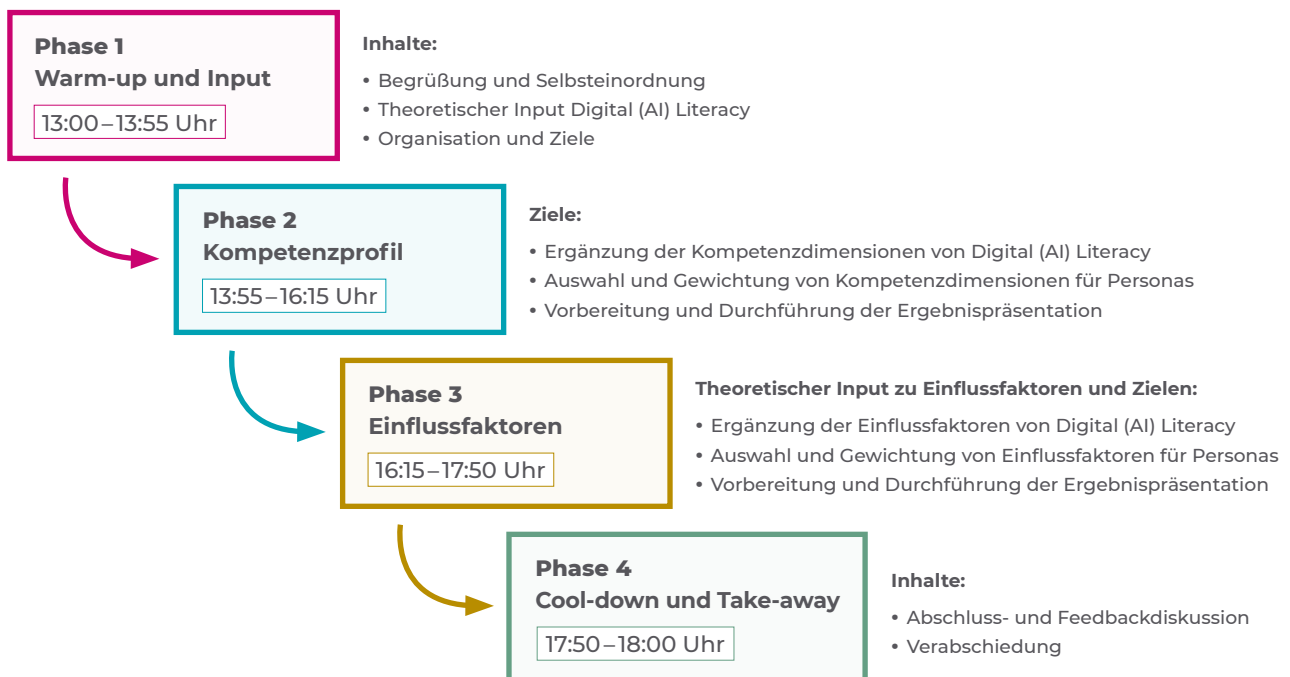 Phase 1
Warm-up und Input
13:00–13:55 Uhr
Inhalte:
• Begrüßung und Selbsteinordnung
• Theoretischer Input Digital (AI) Literacy
• Organisation und Ziele
Phase 2
Kompetenzprofil
13:55–16:15 Uhr
Ziele:
• Ergänzung der Kompetenzdimensionen von Digital (AI) Literacy
• Auswahl und Gewichtung von Kompetenzdimensionen für Personas
• Vorbereitung und Durchführung der Ergebnispräsentation
Phase 3
Einflussfaktoren
16:15–17:50 Uhr
Theoretischer Input zu Einflussfaktoren und Zielen:
• Ergänzung der Einflussfaktoren von Digital (AI) Literacy
• Auswahl und Gewichtung von Einflussfaktoren für Personas
• Vorbereitung und Durchführung der Ergebnispräsentation
Phase 4
Cool-down und Take-away
17:50–18:00 Uhr
Inhalte:
• Abschluss- und Feedbackdiskussion
• Verabschiedung